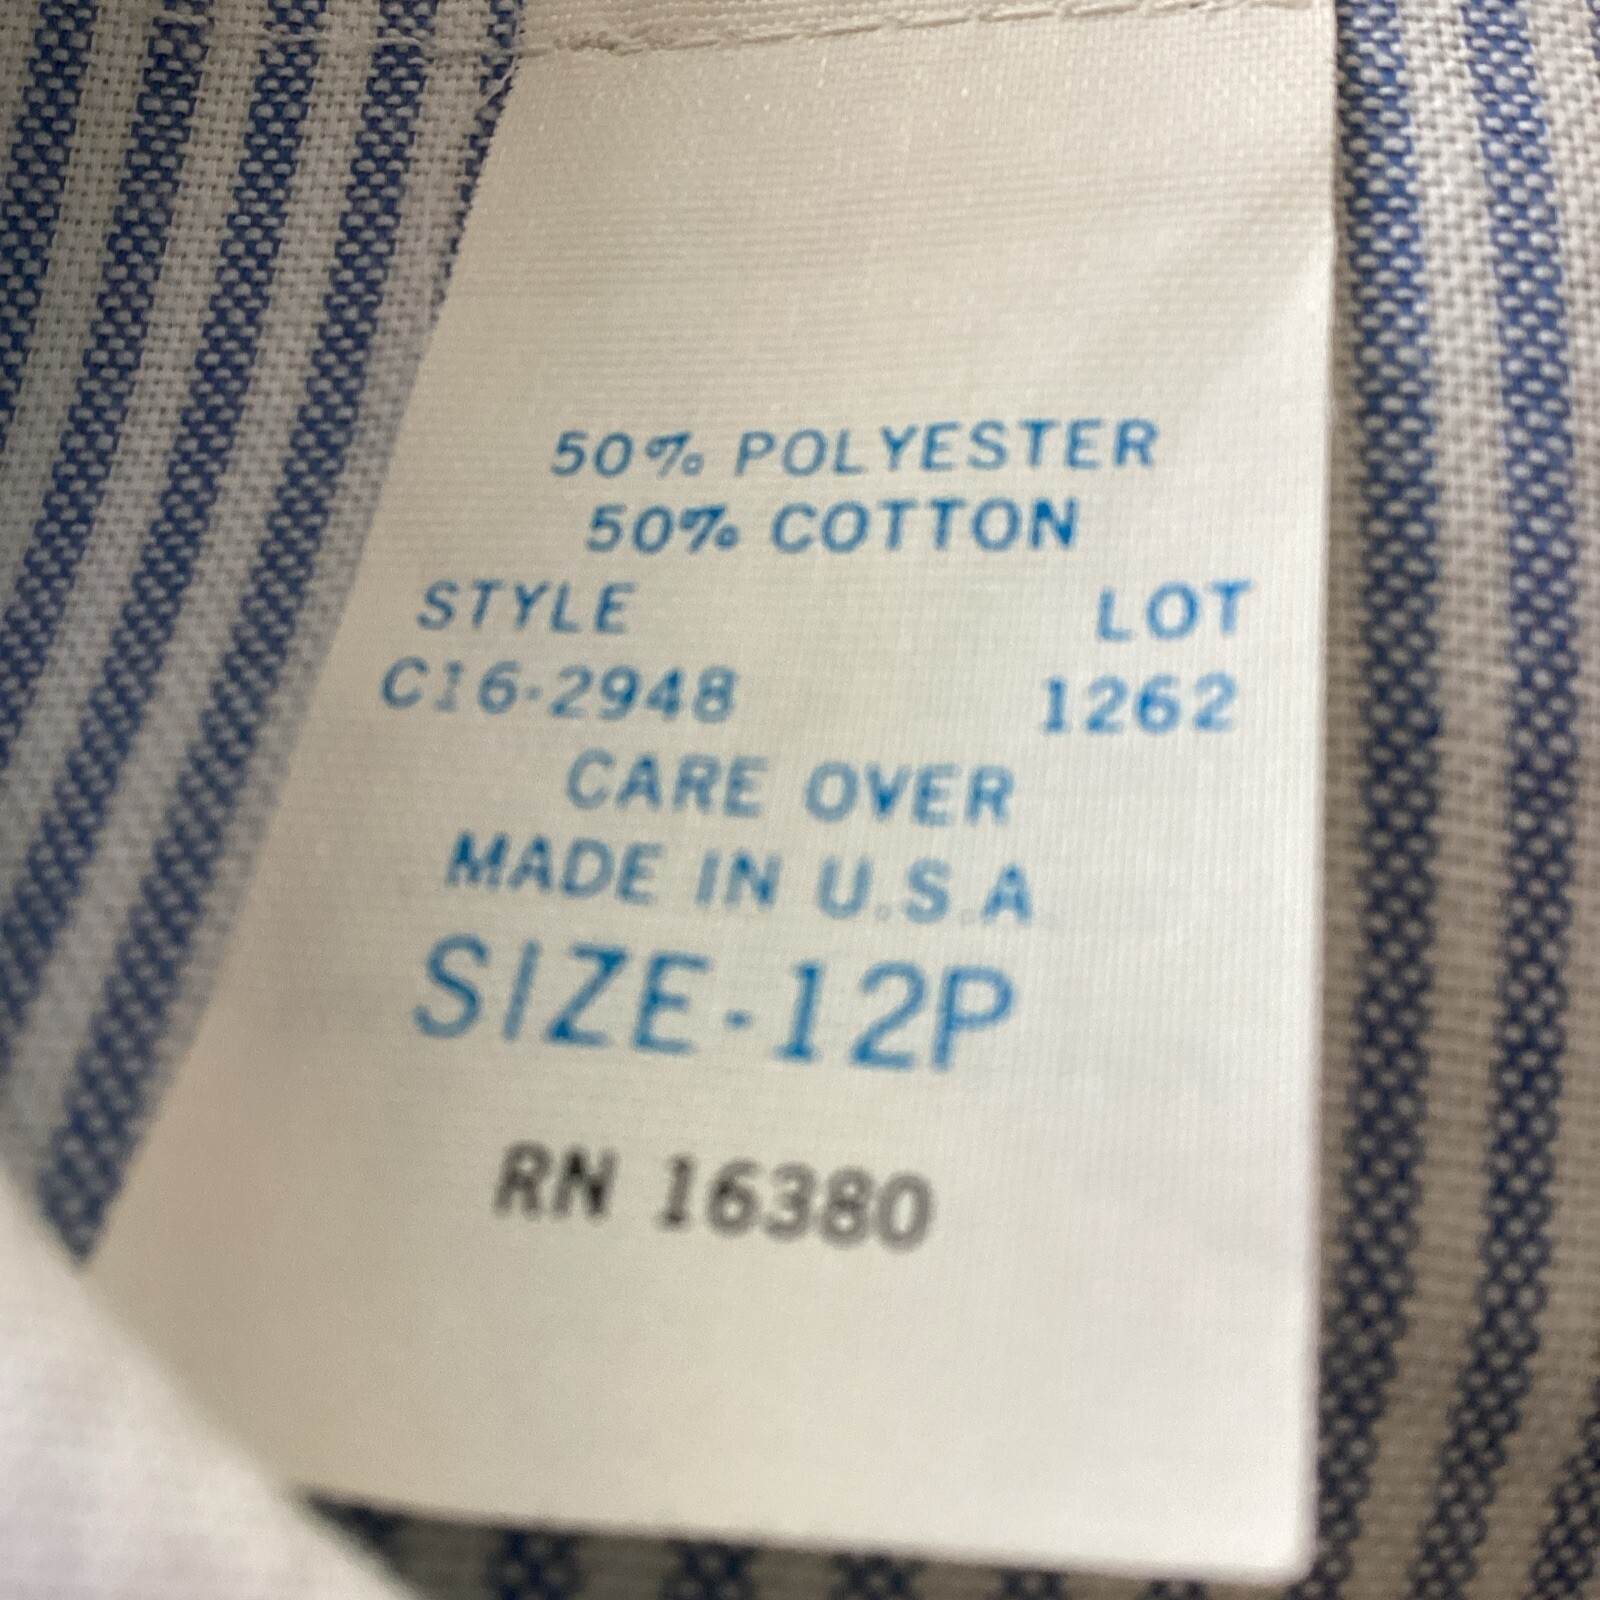 50% POLYESTER
50% COTTON
STYLE LOT
C16-2948 1262
CARE OVER
MADE IN U.S.A
SIZE-12P
RN 16380